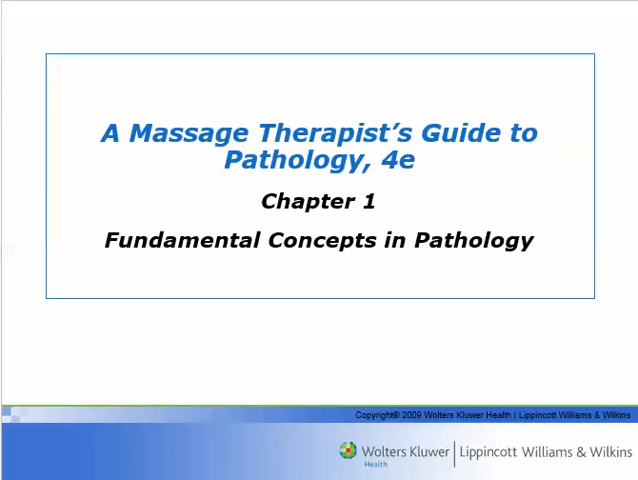 A Massage Therapist's Guide to
Pathology, 4e
Chapter 1
Fundamental Concepts in Pathology
Copyright© 2009 Wolters Kluwer Health | Lippincott Williams & Wilkins
Wolters Kluwer | Lippincott Williams & Wilkins
Health